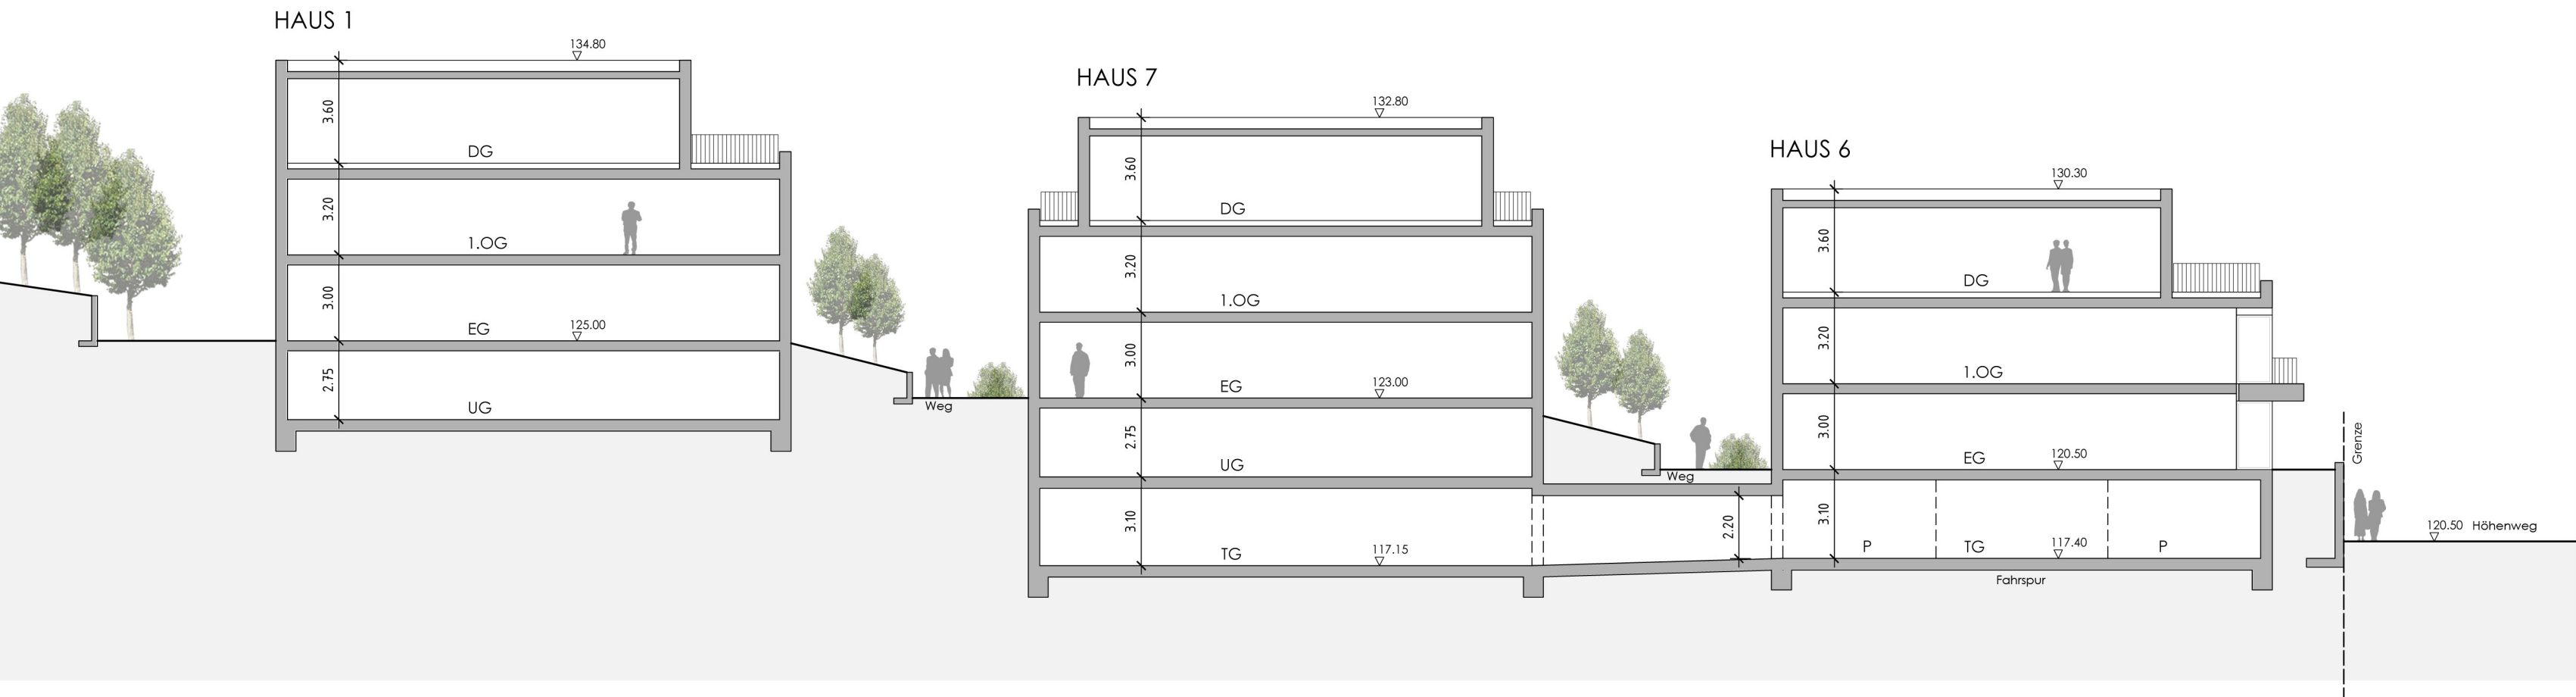 HAUS 1
134.80
3.60
DG
3.20
1.OG
3.00
EG
125.00
2.75
UG
Weg
HAUS 7
132.80
3.60
DG
3.20
1.OG
3.00
EG
123.00
2.75
UG
3.10
TG
117.15
Weg
2.20
HAUS 6
130.30
3.60
DG
3.20
1.OG
3.00
EG
120.50
3.10
P
TG
117.40
P
Fahrspur
Grenze
120.50 Höhenweg